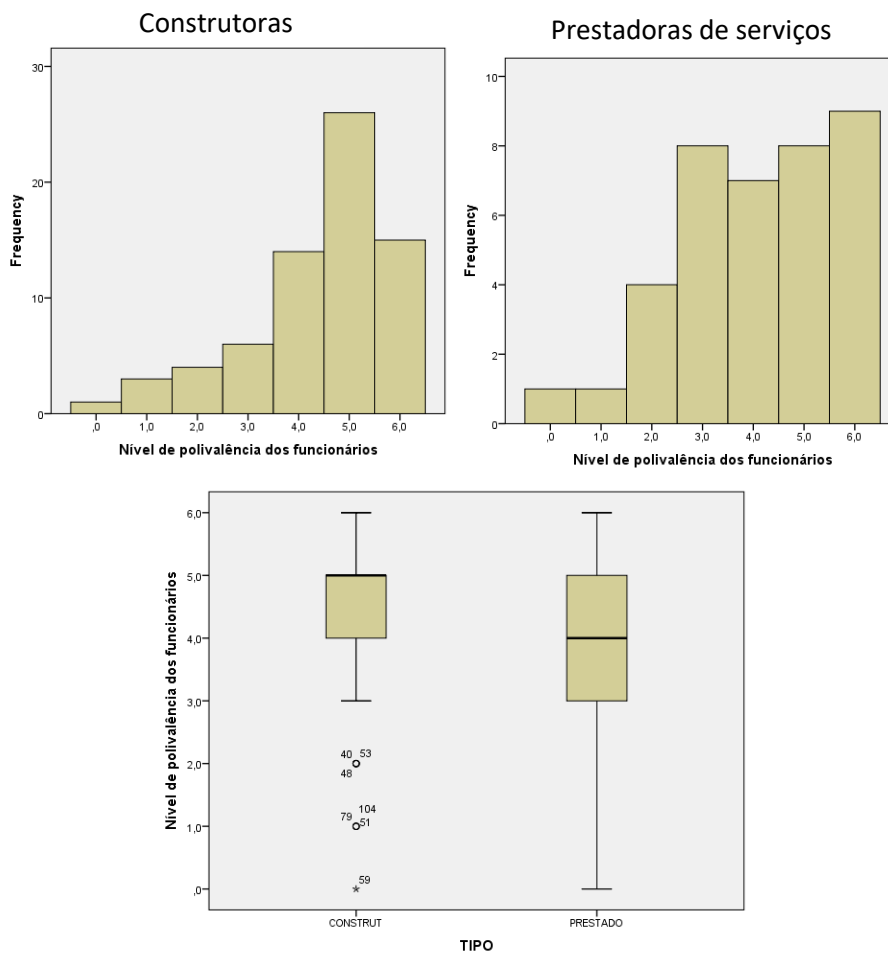 Construtoras
30
20
10
0
Frequency
,0 1,0 2,0 3,0 4,0 5,0 6,0
Nível de polivalência dos funcionários
Prestadoras de serviços
10
8
6
4
2
0
Frequency
,0 1,0 2,0 3,0 4,0 5,0 6,0
Nível de polivalência dos funcionários
6,0
5,0
4,0
3,0
2,0
1,0
,0
Nível de polivalência dos funcionários
40 53
48
104
79 51
59
CONSTRUT PRESTADO
TIPO